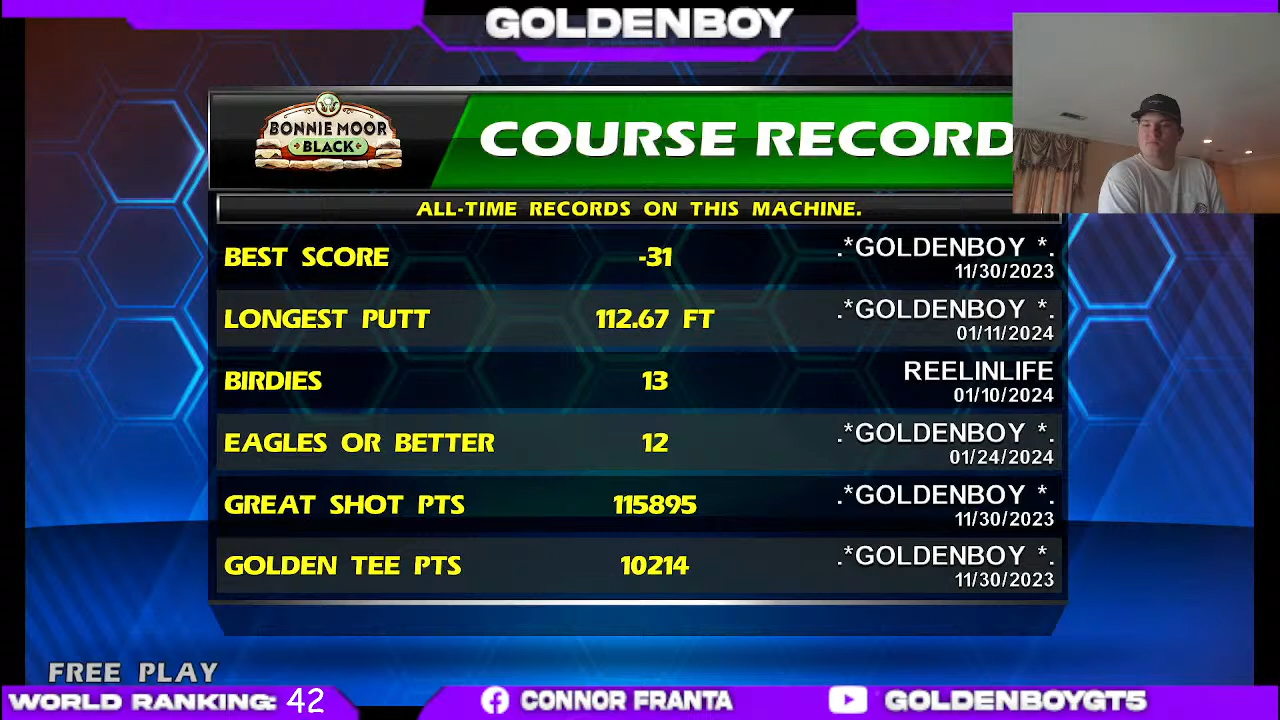 GOLDENBOY
BONNIE MOOR
BLACK
COURSE RECORD
ALL-TIME RECORDS ON THIS MACHINE.
BEST SCORE -31 .*GOLDENBOY *.
11/30/2023
LONGEST PUTT 112.67 FT .*GOLDENBOY *.
01/11/2024
BIRDIES 13 REELINLIFE
01/10/2024
EAGLES OR BETTER 12 .*GOLDENBOY *.
01/24/2024
GREAT SHOT PTS 115895 .*GOLDENBOY *.
11/30/2023
GOLDEN TEE PTS 10214 .*GOLDENBOY *.
11/30/2023
FREE PLAY
WORLD RANKING: 42 CONNOR FRANTA GOLDENBOYGT5